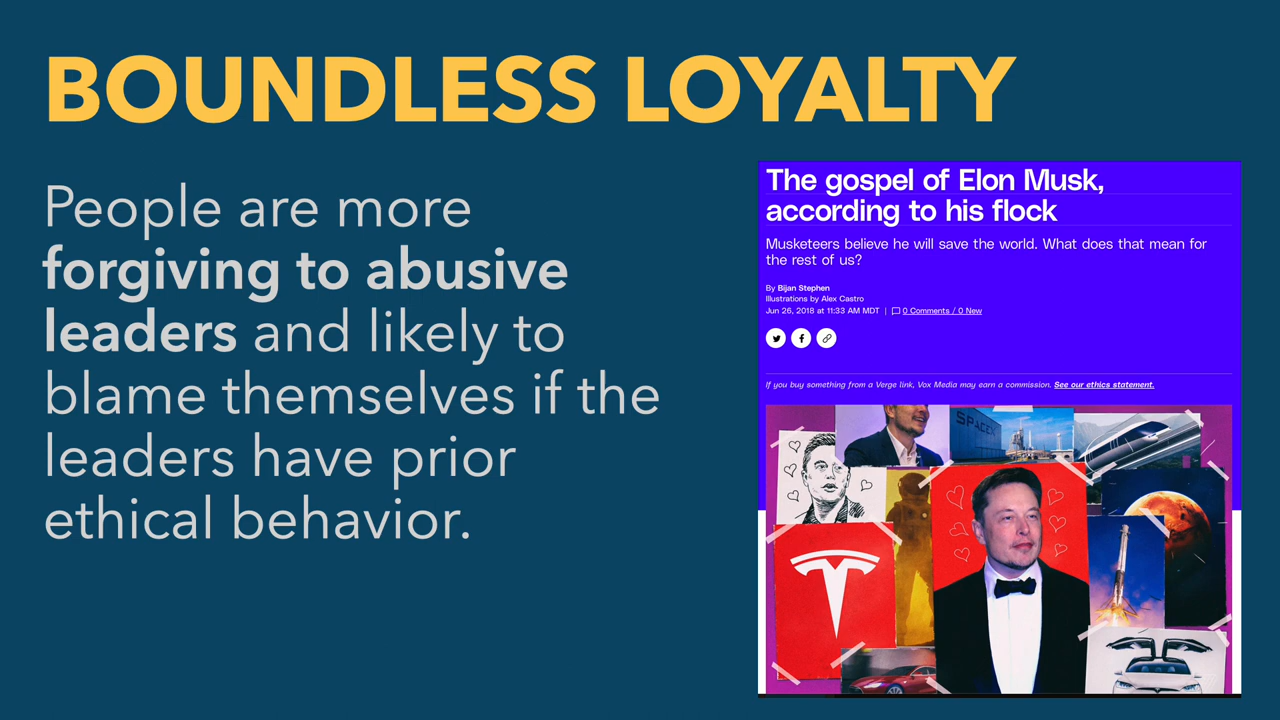 BOUNDLESS LOYALTY
People are more
forgiving to abusive
leaders and likely to
blame themselves if the
leaders have prior
ethical behavior.
The gospel of Elon Musk,
according to his flock
Musketeers believe he will save the world. What does that mean for
the rest of us?
By Bijan Stephen
Illustrations by Alex Castro
Jun 26, 2018 at 11:33 AM MDT | 0 Comments / 0 New
If you buy something from a Verge link, Vox Media may earn a commission. See our ethics statement.
SPACEX